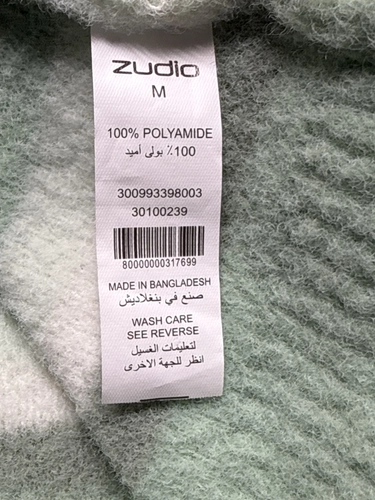 zudio
M
100% POLYAMIDE
100٪ بولى أميد
300993398003
30100239
80000000317699
MADE IN BANGLADESH
صنع في بنغلاديش
WASH CARE
SEE REVERSE
لتعليمات الغسيل
انظر للجهة الاخرى